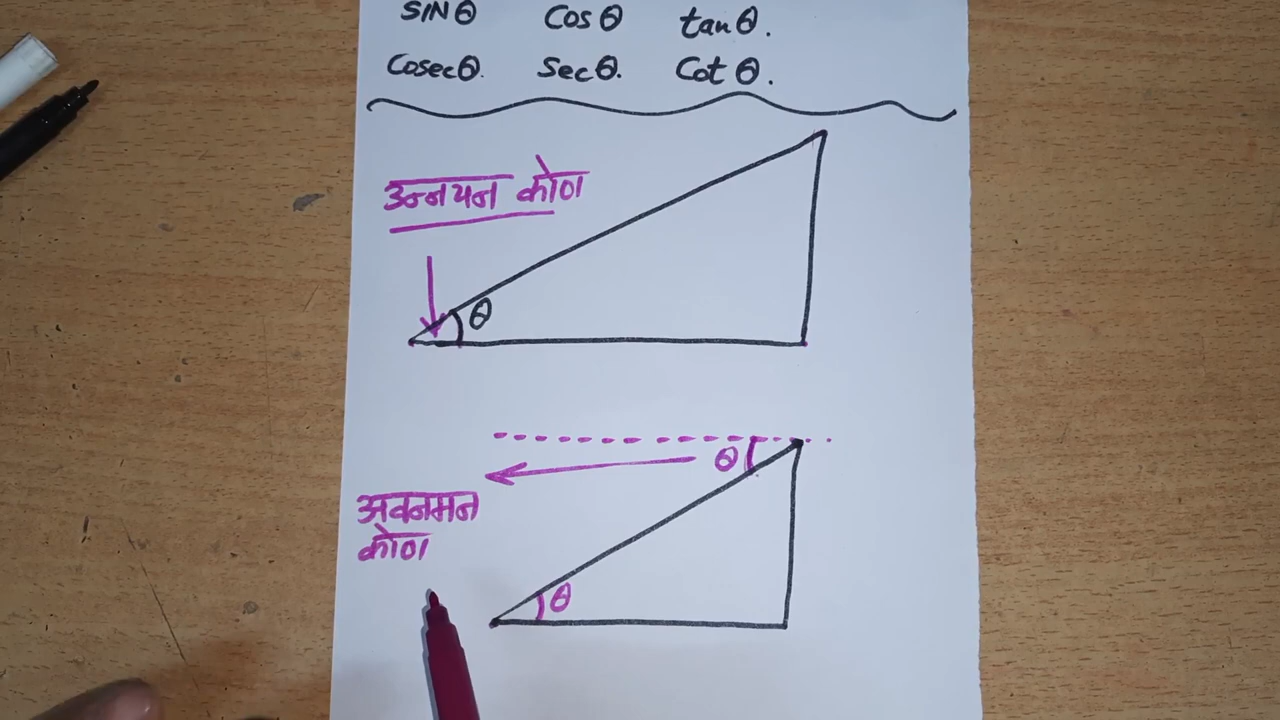 SINθ Cosθ tanθ.
Cosecθ. Secθ. Cotθ.
उन्नयन कोण
θ
θ
अवनमन
कोण
θ